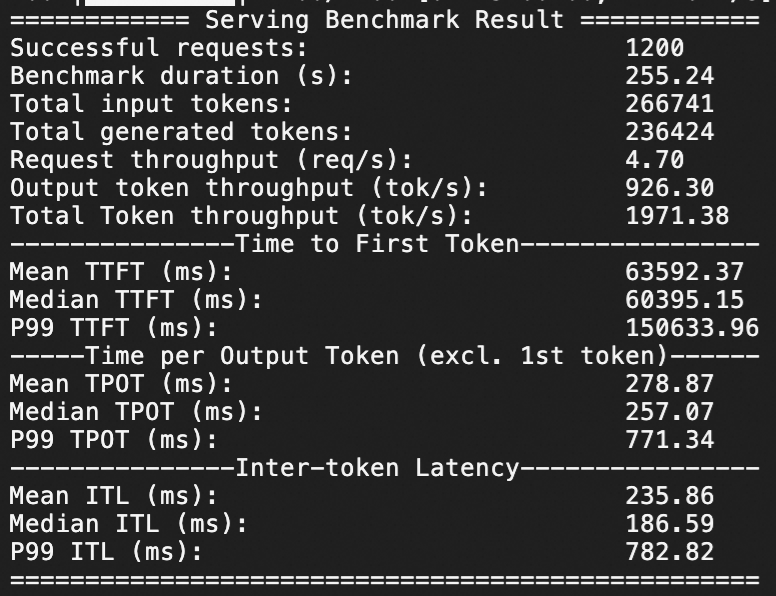 ============ Serving Benchmark Result ============
Successful requests:                     1200
Benchmark duration (s):                  255.24
Total input tokens:                      266741
Total generated tokens:                  236424
Request throughput (req/s):              4.70
Output token throughput (tok/s):         926.30
Total Token throughput (tok/s):          1971.38
---------------Time to First Token----------------
Mean TTFT (ms):                          63592.37
Median TTFT (ms):                        60395.15
P99 TTFT (ms):                           150633.96
-----Time per Output Token (excl. 1st token)------
Mean TPOT (ms):                          278.87
Median TPOT (ms):                        257.07
P99 TPOT (ms):                           771.34
---------------Inter-token Latency----------------
Mean ITL (ms):                           235.86
Median ITL (ms):                         186.59
P99 ITL (ms):                            782.82
==================================================